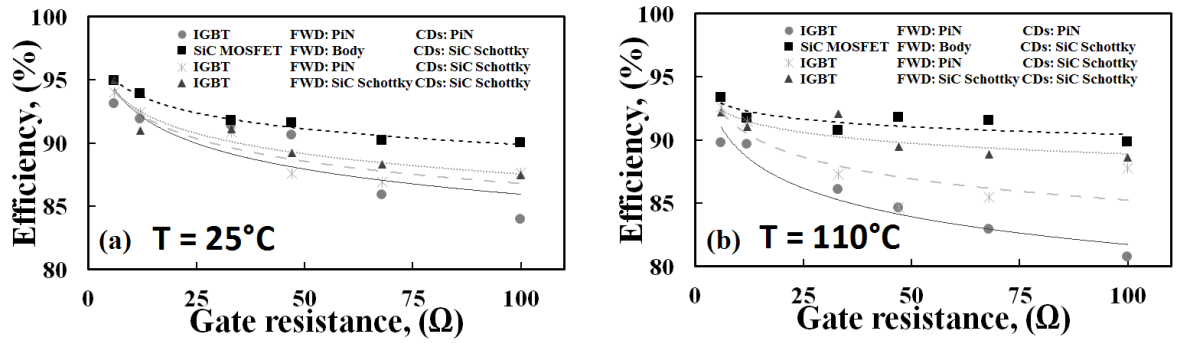 100
95
90
85
80
Efficiency, (%)
IGBT FWD: PiN CDs: PiN
SiC MOSFET FWD: Body CDs: SiC Schottky
IGBT FWD: PiN CDs: SiC Schottky
IGBT FWD: SiC Schottky CDs: SiC Schottky
(a) T = 25°C
0 25 50 75 100
Gate resistance, (Ω)
100
95
90
85
80
Efficiency, (%)
IGBT FWD: PiN CDs: PiN
SiC MOSFET FWD: Body CDs: SiC Schottky
IGBT FWD: PiN CDs: SiC Schottky
IGBT FWD: SiC Schottky CDs: SiC Schottky
(b) T = 110°C
0 25 50 75 100
Gate resistance, (Ω)